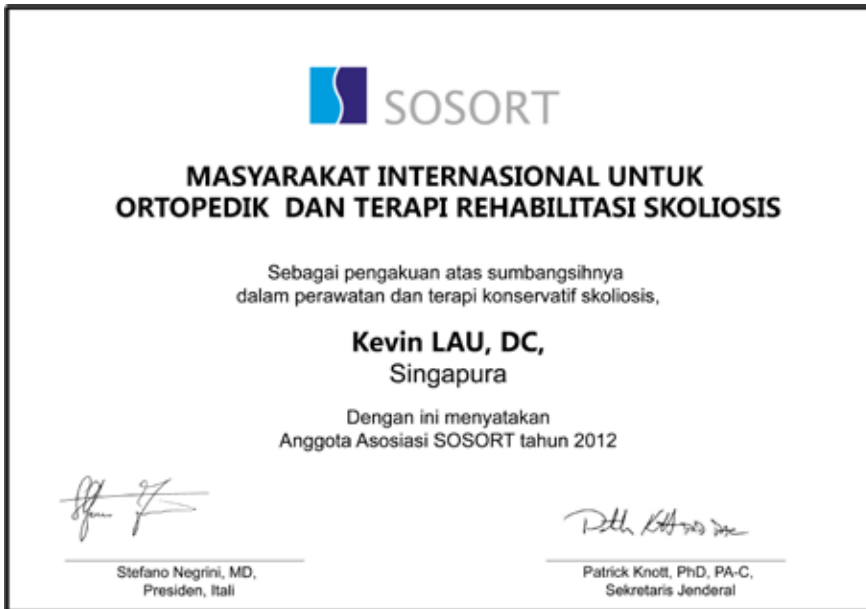 SOSORT
MASYARAKAT INTERNASIONAL UNTUK
ORTOPEDIK DAN TERAPI REHABILITASI SKOLIOSIS
Sebagai pengakuan atas sumbangsihnya
dalam perawatan dan terapi konservatif skoliosis,
Kevin LAU, DC,
Singapura
Dengan ini menyatakan
Anggota Asosiasi SOSORT tahun 2012
Stefano Negrini, MD,
Presiden, Itali
Patrick Knott, PhD, PA-C,
Sekretaris Jenderal